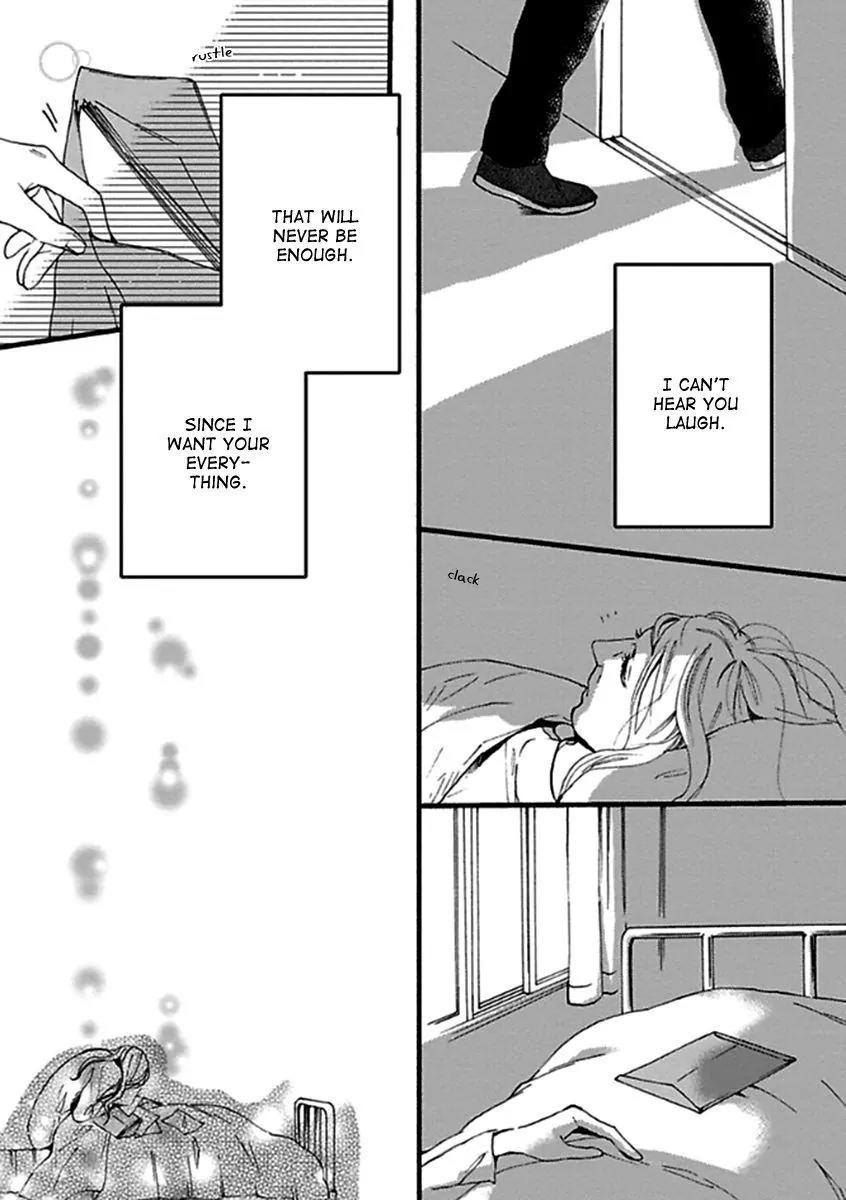 I CAN'T
HEAR YOU
LAUGH.
clack
rustle
THAT WILL
NEVER BE
ENOUGH.
SINCE I
WANT YOUR
EVERY-
THING.